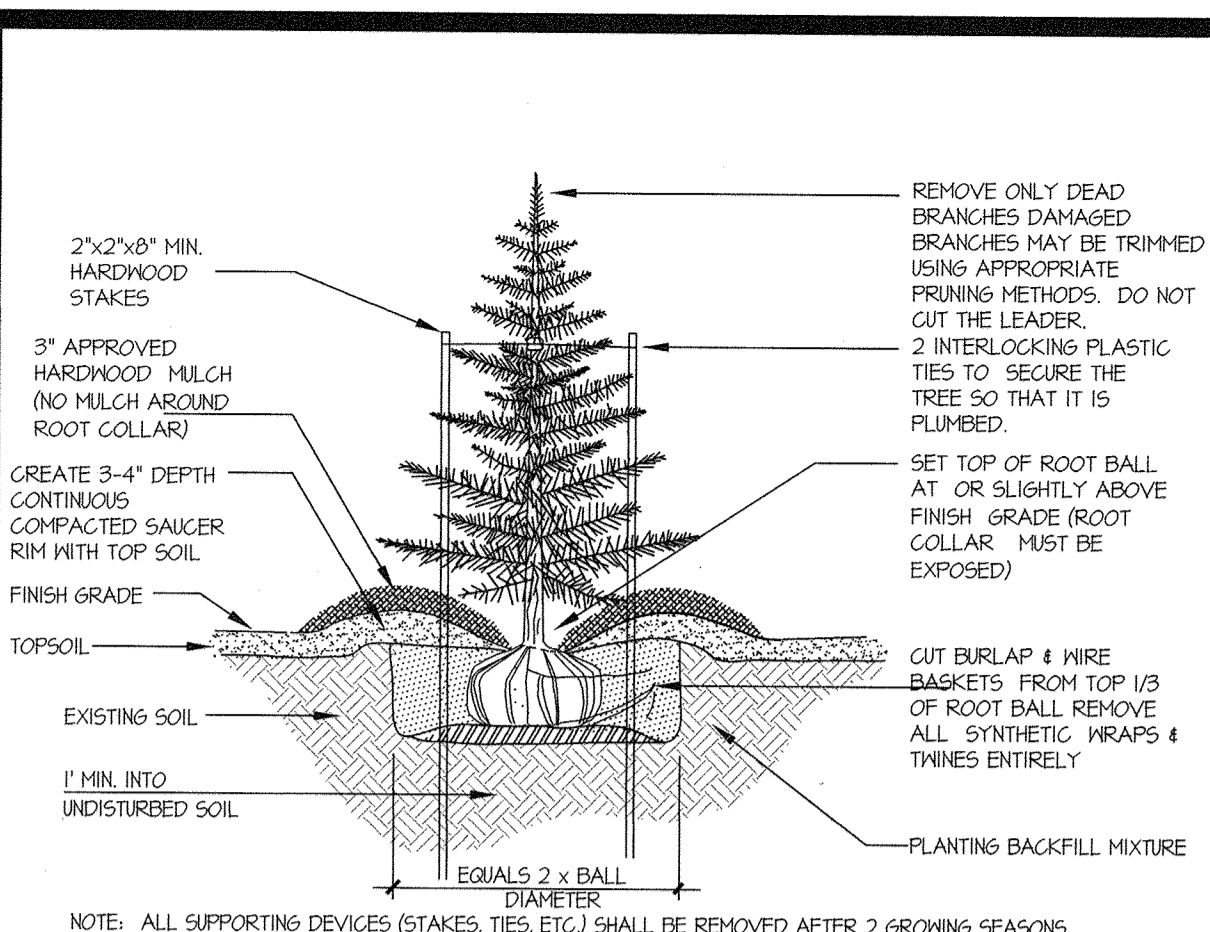 2"x2"x8" MIN.
HARDWOOD
STAKES
3" APPROVED
HARDWOOD MULCH
(NO MULCH AROUND
ROOT COLLAR)
CREATE 3-4" DEPTH
CONTINUOUS
COMPACTED SAUCER
RIM WITH TOP SOIL
FINISH GRADE
TOPSOIL
EXISTING SOIL
1' MIN. INTO
UNDISTURBED SOIL
REMOVE ONLY DEAD
BRANCHES DAMAGED
BRANCHES MAY BE TRIMMED
USING APPROPRIATE
PRUNING METHODS. DO NOT
CUT THE LEADER.
2 INTERLOCKING PLASTIC
TIES TO SECURE THE
TREE SO THAT IT IS
PLUMBED.
SET TOP OF ROOT BALL
AT OR SLIGHTLY ABOVE
FINISH GRADE (ROOT
COLLAR MUST BE
EXPOSED)
CUT BURLAP & WIRE
BASKETS FROM TOP 1/3
OF ROOT BALL REMOVE
ALL SYNTHETIC WRAPS &
TWINES ENTIRELY
PLANTING BACKFILL MIXTURE
EQUALS 2 x BALL
DIAMETER
NOTE: ALL SUPPORTING DEVICES (STAKES, TIES, ETC.) SHALL BE REMOVED AFTER 2 GROWING SEASONS